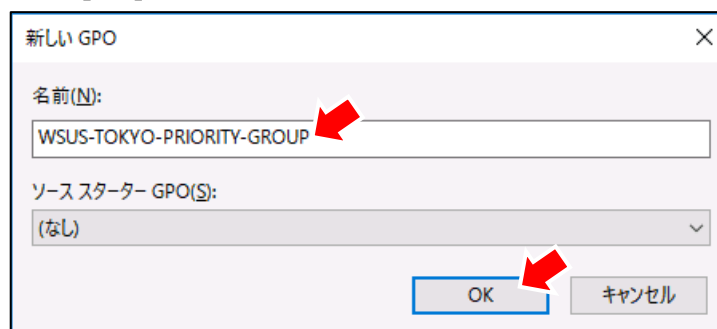 新しい GPO
名前(N):
WSUS-TOKYO-PRIORITY-GROUP
ソース スターター GPO(S):
(なし)
OK キャンセル